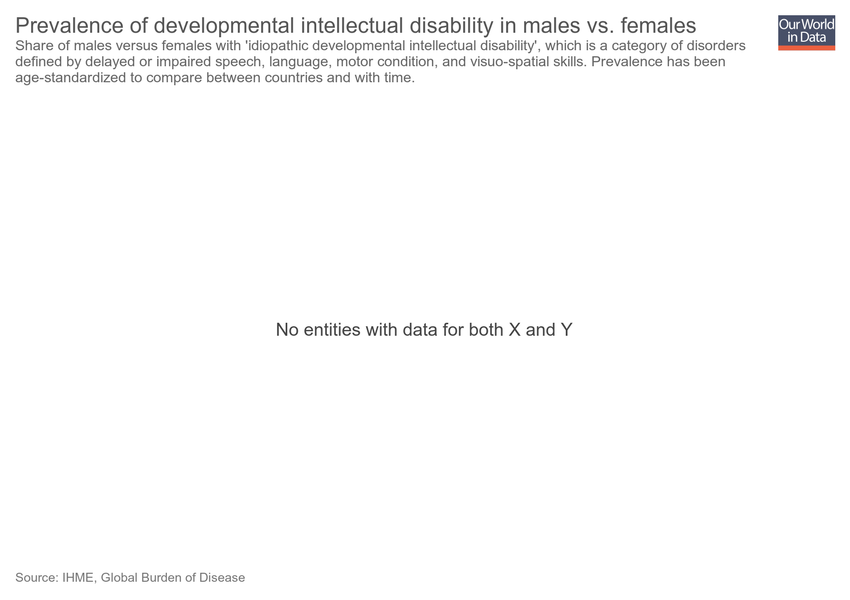 Prevalence of developmental intellectual disability in males vs. females
Our World
in Data
Share of males versus females with 'idiopathic developmental intellectual disability', which is a category of disorders
defined by delayed or impaired speech, language, motor condition, and visuo-spatial skills. Prevalence has been
age-standardized to compare between countries and with time.
No entities with data for both X and Y
Source: IHME, Global Burden of Disease